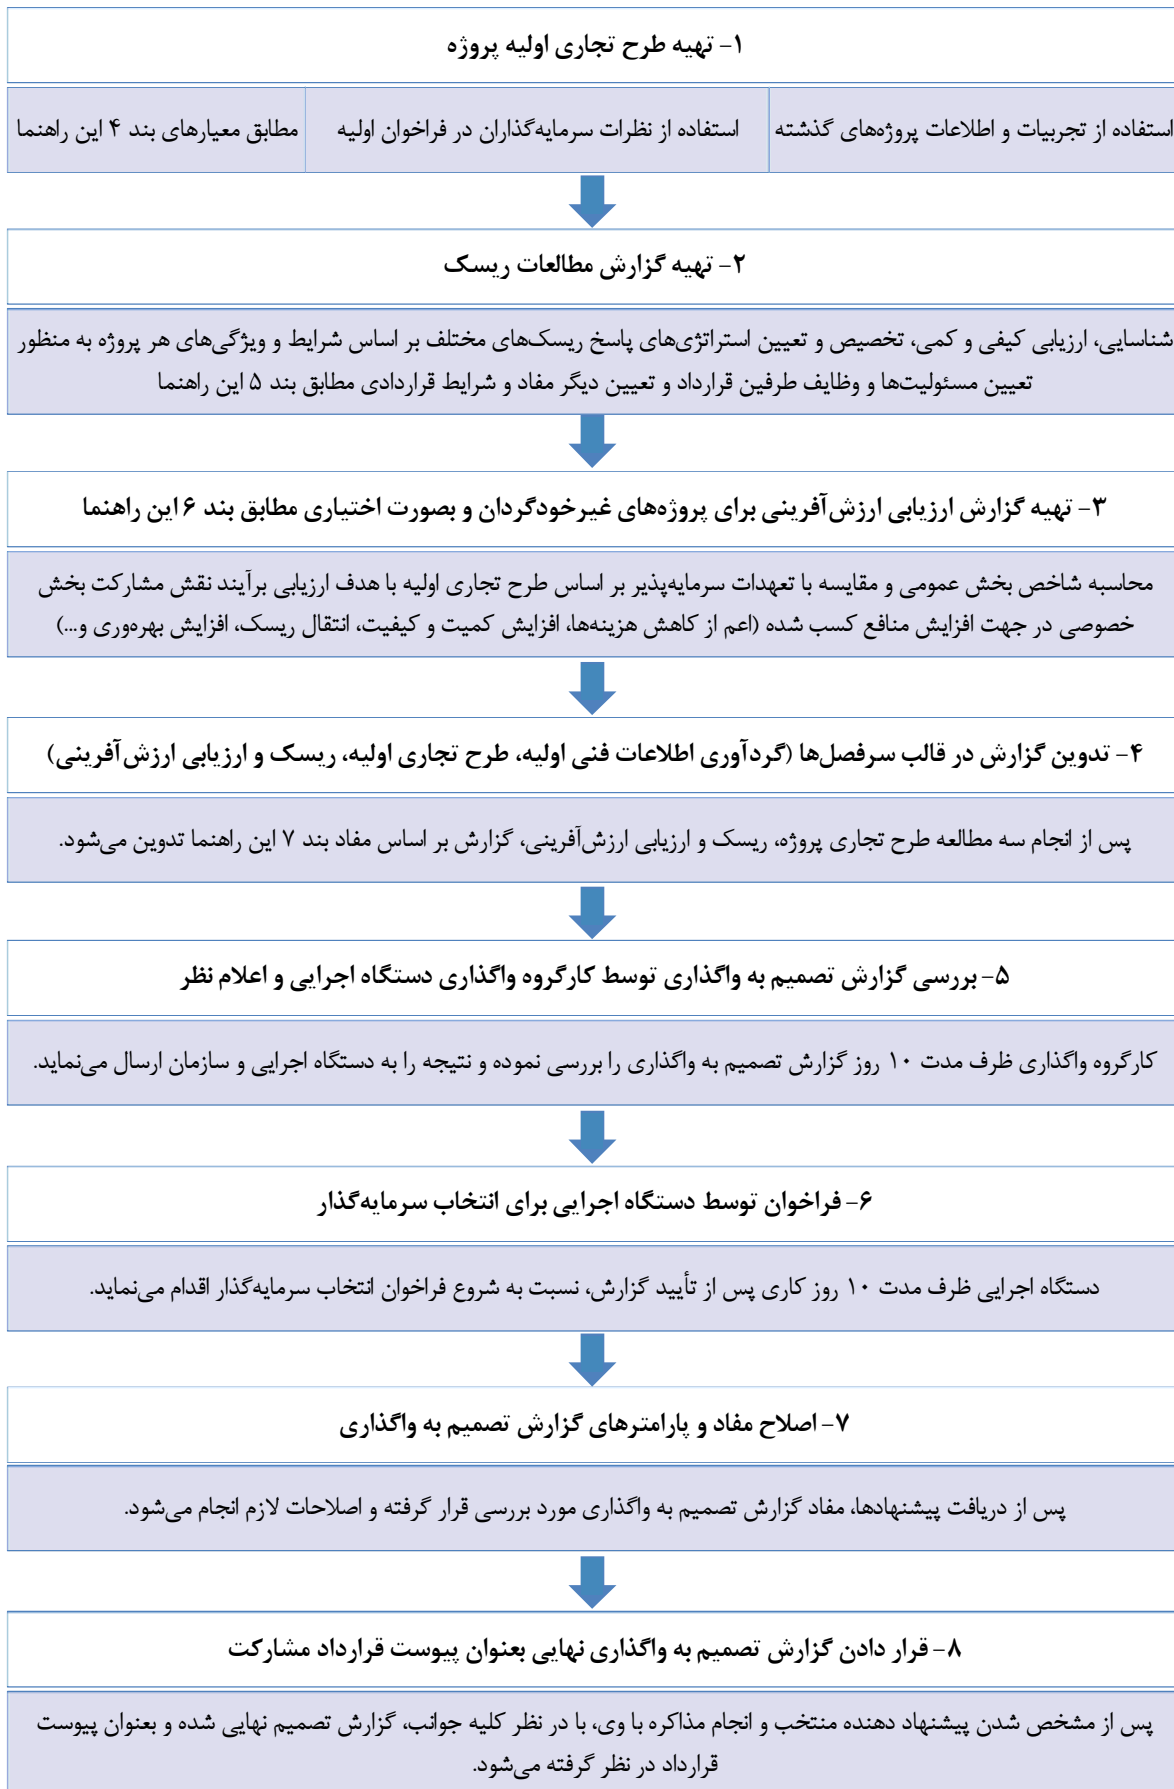 ۱- تهیه طرح تجاری اولیه پروژه
استفاده از تجربیات و اطلاعات پروژه‌های گذشته
استفاده از نظرات سرمایه‌گذاران در فراخوان اولیه
مطابق معیارهای بند ۴ این راهنما
۲- تهیه گزارش مطالعات ریسک
شناسایی، ارزیابی کیفی و کمی، تخصیص و تعیین استراتژی‌های پاسخ ریسک‌های مختلف بر اساس شرایط و ویژگی‌های هر پروژه به منظور
تعیین مسئولیت‌ها و وظایف طرفین قرارداد و تعیین دیگر مفاد و شرایط قراردادی مطابق بند ۵ این راهنما
۳- تهیه گزارش ارزیابی ارزش‌آفرینی برای پروژه‌های غیرخودگردان و بصورت اختیاری مطابق بند ۶ این راهنما
محاسبه شاخص بخش عمومی و مقایسه با تعهدات سرمایه‌پذیر بر اساس طرح تجاری اولیه با هدف ارزیابی برآیند نقش مشارکت بخش
خصوصی در جهت افزایش منافع کسب شده (اعم از کاهش هزینه‌ها، افزایش کمیت و کیفیت، انتقال ریسک، افزایش بهره‌وری و...)
۴- تدوین گزارش در قالب سرفصل‌ها (گردآوری اطلاعات فنی اولیه، طرح تجاری اولیه، ریسک و ارزیابی ارزش‌آفرینی)
پس از انجام سه مطالعه طرح تجاری پروژه، ریسک و ارزیابی ارزش‌آفرینی، گزارش بر اساس مفاد بند ۷ این راهنما تدوین می‌شود.
۵- بررسی گزارش تصمیم به واگذاری توسط کارگروه واگذاری دستگاه اجرایی و اعلام نظر
کارگروه واگذاری ظرف مدت ۱۰ روز گزارش تصمیم به واگذاری را بررسی نموده و نتیجه را به دستگاه اجرایی و سازمان ارسال می‌نماید.
۶- فراخوان توسط دستگاه اجرایی برای انتخاب سرمایه‌گذار
دستگاه اجرایی ظرف مدت ۱۰ روز کاری پس از تأیید گزارش، نسبت به شروع فراخوان انتخاب سرمایه‌گذار اقدام می‌نماید.
۷- اصلاح مفاد و پارامترهای گزارش تصمیم به واگذاری
پس از دریافت پیشنهادها، مفاد گزارش تصمیم به واگذاری مورد بررسی قرار گرفته و اصلاحات لازم انجام می‌شود.
۸- قرار دادن گزارش تصمیم به واگذاری نهایی بعنوان پیوست قرارداد مشارکت
پس از مشخص شدن پیشنهاد دهنده منتخب و انجام مذاکره با وی، با در نظر کلیه جوانب، گزارش تصمیم نهایی شده و بعنوان پیوست
قرارداد در نظر گرفته می‌شود.